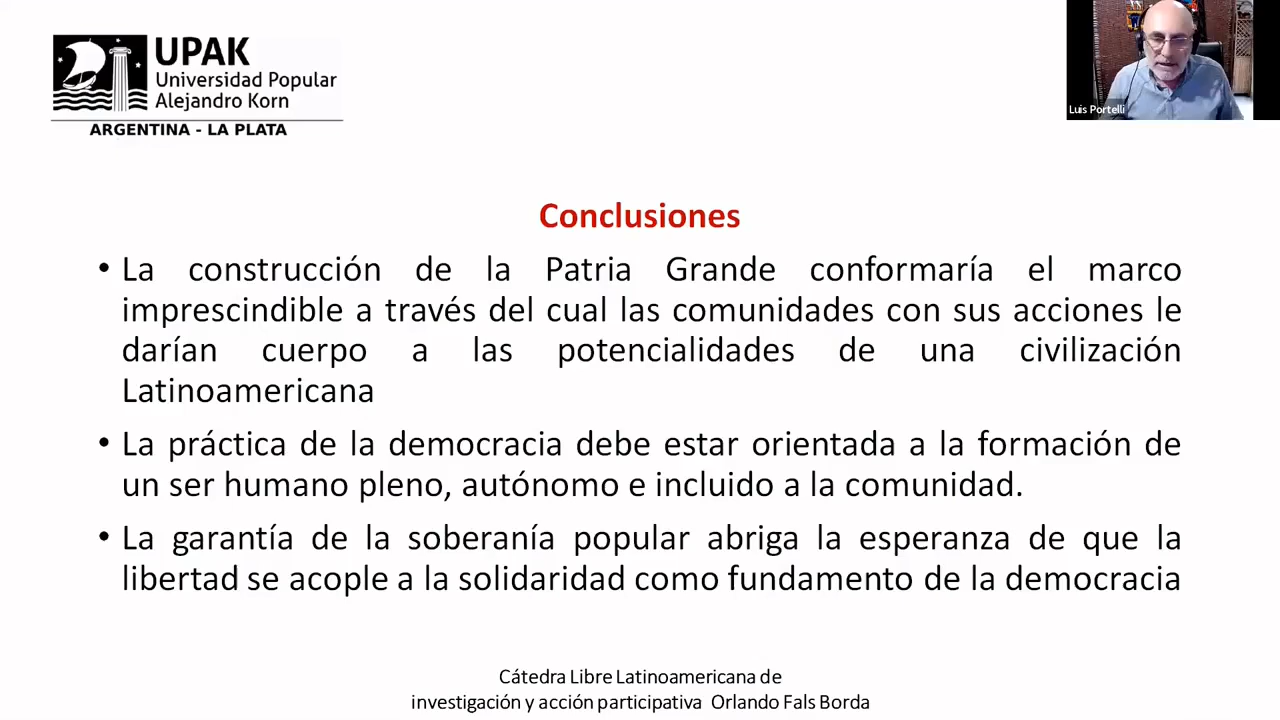 UPAK
Universidad Popular
Alejandro Korn
ARGENTINA - LA PLATA
Luis Portelli
Conclusiones
• La construcción de la Patria Grande conformaría el marco
imprescindible a través del cual las comunidades con sus acciones le
darían cuerpo a las potencialidades de una civilización
Latinoamericana
• La práctica de la democracia debe estar orientada a la formación de
un ser humano pleno, autónomo e incluido a la comunidad.
• La garantía de la soberanía popular abriga la esperanza de que la
libertad se acople a la solidaridad como fundamento de la democracia
Cátedra Libre Latinoamericana de
investigación y acción participativa Orlando Fals Borda